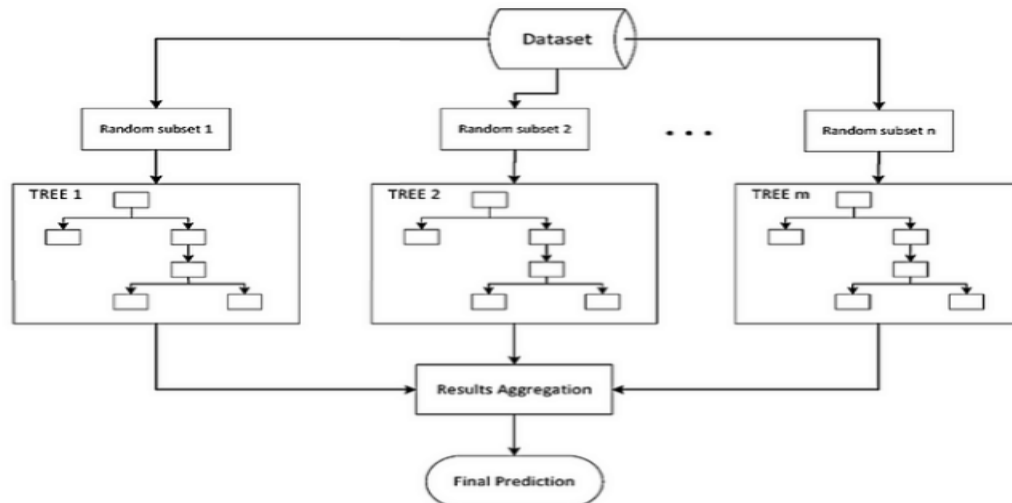 Dataset
Random subset 1
Random subset 2
• • •
Random subset n
TREE 1
TREE 2
TREE m
Results Aggregation
Final Prediction